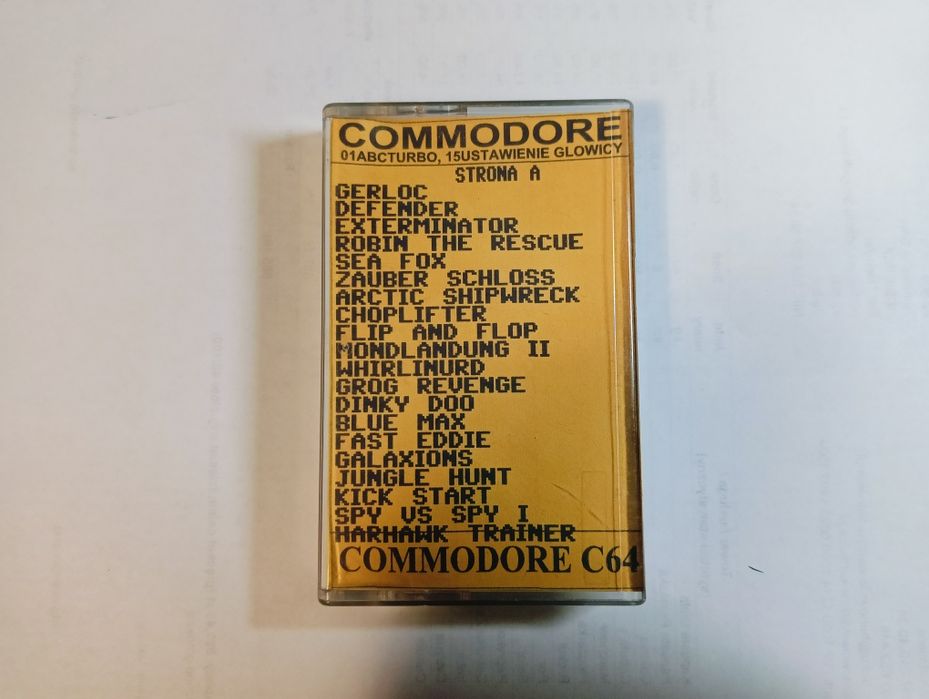 COMMODORE
01ABCTURBO, 15USTAWIENIE GLOWICY
STRONA A
GERLOC
DEFENDER
EXTERMINATOR
ROBIN THE RESCUE
SEA FOX
ZAUBER SCHLOSS
ARCTIC SHIPWRECK
CHOPLIFTER
FLIP AND FLOP
MONDLANDUNG II
WHIRLINURD
GROG REVENGE
DINKY DOO
BLUE MAX
FAST EDDIE
GALAXIONS
JUNGLE HUNT
KICK START
SPY VS SPY I
HARHAWK TRAINER
COMMODORE C64